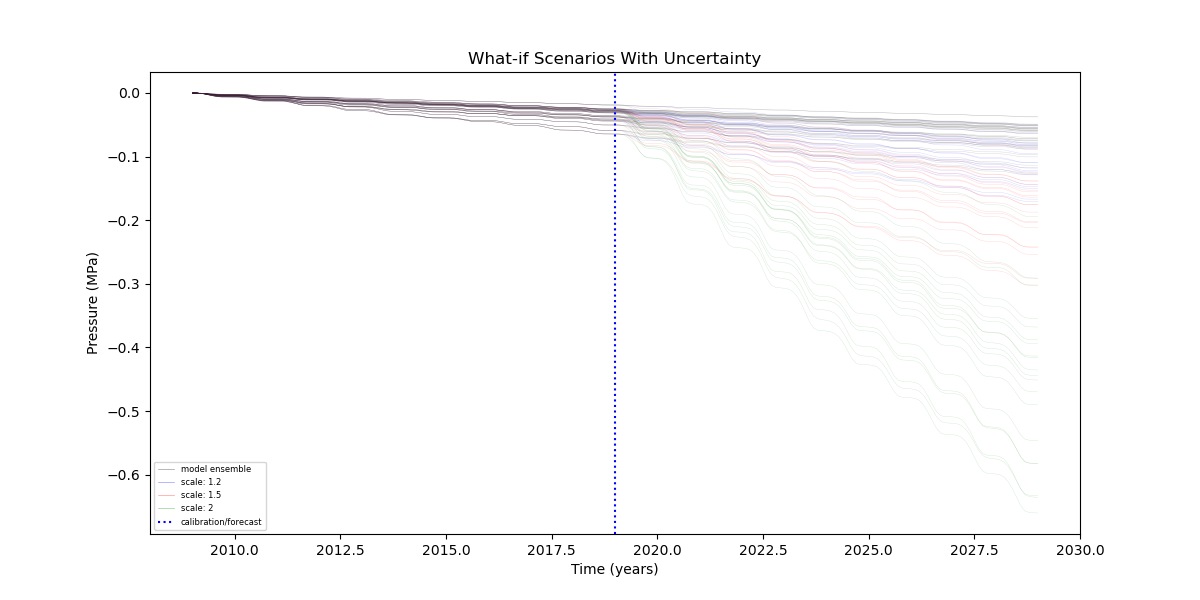 What-if Scenarios With Uncertainty
Pressure (MPa)
0.0
−0.1
−0.2
−0.3
−0.4
−0.5
−0.6
model ensemble
scale: 1.2
scale: 1.5
scale: 2
calibration/forecast
2010.0 2012.5 2015.0 2017.5 2020.0 2022.5 2025.0 2027.5 2030.0
Time (years)